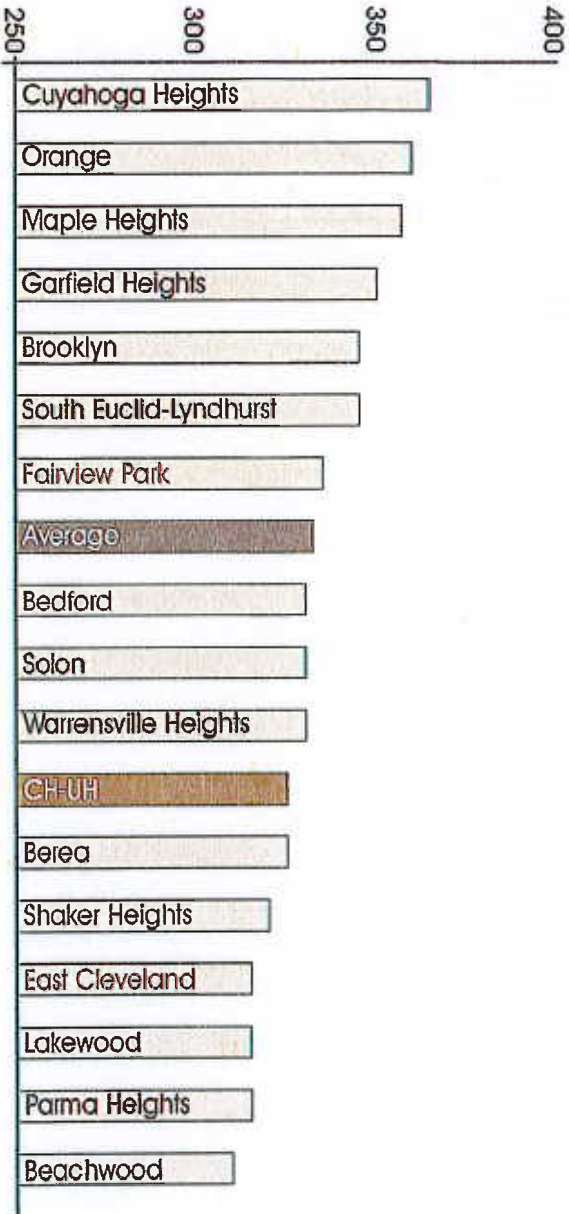 250
300
350
400
Cuyahoga Heights
Orange
Maple Heights
Garfield Heights
Brooklyn
South Euclid-Lyndhurst
Fairview Park
Average
Bedford
Solon
Warrensville Heights
CH-UH
Berea
Shaker Heights
East Cleveland
Lakewood
Parma Heights
Beachwood